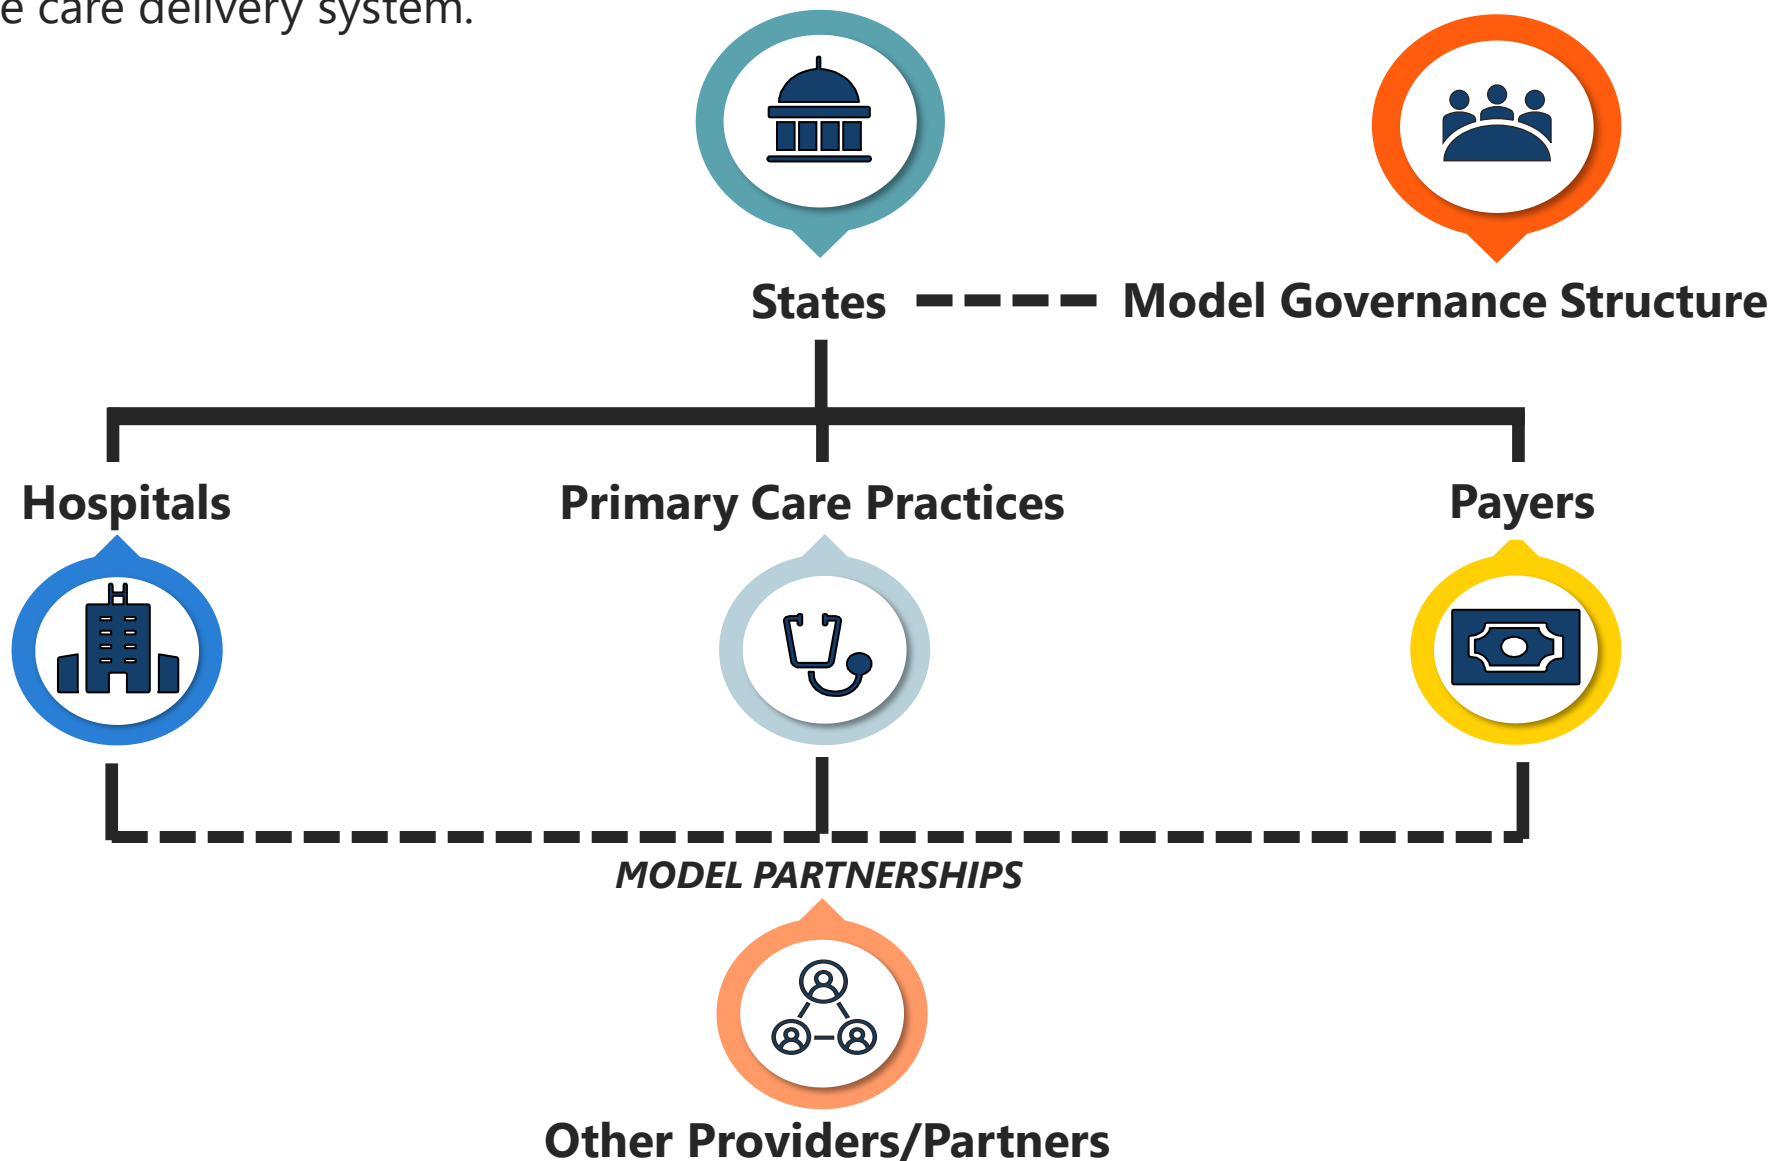 e care delivery system.
States
Model Governance Structure
Hospitals
Primary Care Practices
Payers
MODEL PARTNERSHIPS
Other Providers/Partners